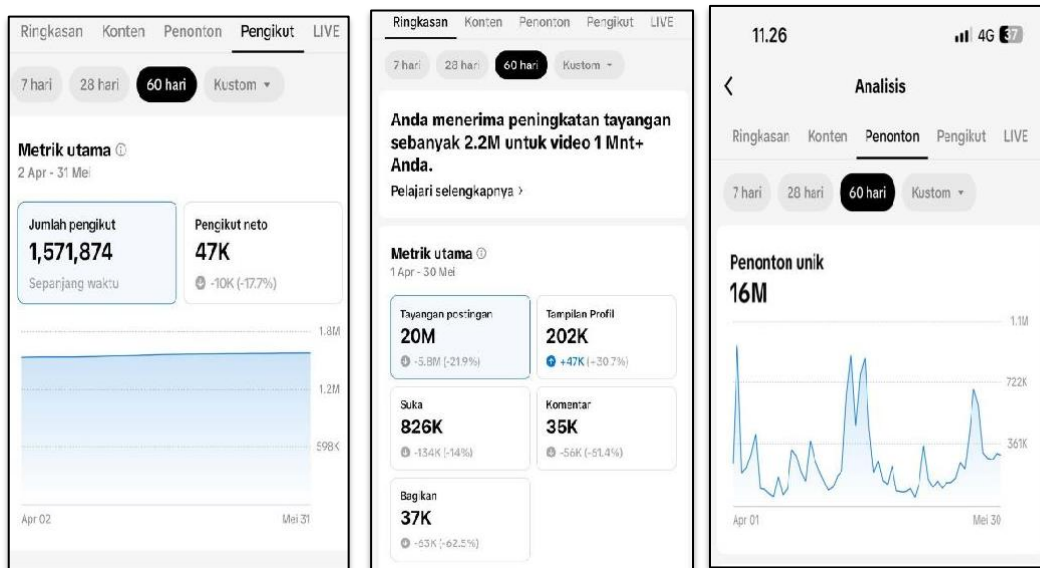 Ringkasan Konten Penonton Pengikut LIVE
7 hari 28 hari 60 hari Kustom
Metrik utama
2 Apr - 31 Mei
Jumlah pengikut
1,571,874
Sepanjang waktu
Pengikut neto
47K
-10K (-17.7%)
1.8M
1.2M
598K
Apr 02 Mei 31
Ringkasan Konten Penonton Pengikut LIVE
7 hari 28 hari 60 hari Kustom
Anda menerima peningkatan tayangan
sebanyak 2.2M untuk video 1 Mnt+
Anda.
Pelajari selengkapnya >
Metrik utama
1 Apr - 30 Mei
Tayangan postingan
20M
-5.8M (-21.9%)
Tampilan Profil
202K
+47K (+30.7%)
Suka
826K
-134K (-14%)
Komentar
35K
-56K (-61.4%)
Bagikan
37K
-63K (-62.5%)
11.26 4G 37
Analisis
Ringkasan Konten Penonton Pengikut LIVE
7 hari 28 hari 60 hari Kustom
Penonton unik
16M
1.1M
722K
361K
Apr 01 Mei 30